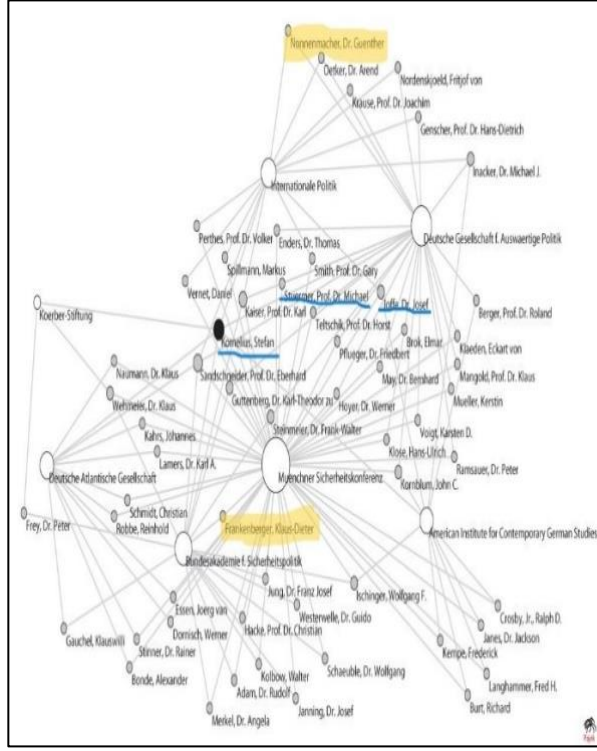 Nonnenmacher, Dr. Guenther
Oetker, Dr. Arend
Nordenskjoeld, Fritjof von
Krause, Prof. Dr. Joachim
Genscher, Prof. Dr. Hans-Dietrich
Inacker, Dr. Michael J.
Internationale Politik
Perthes, Prof. Dr. Volker
Enders, Dr. Thomas
Deutsche Gesellschaft f. Auswaertige Politik
Spillmann, Markus
Smith, Prof. Dr. Gary
Vernet, Daniel
Stuermer, Prof. Dr. Michael
Joffe, Dr. Josef
Kaiser, Prof. Dr. Karl
Koerber-Stiftung
Teltschik, Prof. Dr. Horst
Berger, Prof. Dr. Roland
Kornelius, Stefan
Brok, Elmar
Klaeden, Eckart von
Pflueger, Dr. Friedbert
Naumann, Dr. Klaus
Sandschneider, Prof. Dr. Eberhard
May, Dr. Bernhard
Mangold, Prof. Dr. Klaus
Wehmeier, Dr. Klaus
Guttenberg, Dr. Karl-Theodor zu
Hoyer, Dr. Werner
Mueller, Kerstin
Kahrs, Johannes
Steinmeier, Dr. Frank-Walter
Voigt, Karsten D.
Klose, Hans-Ulrich
Lamers, Dr. Karl A.
Ramsauer, Dr. Peter
Deutsche Atlantische Gesellschaft
Muenchner Sicherheitskonferenz
Kornblum, John C.
Schmidt, Christian
Frey, Dr. Peter
Robbe, Reinhold
Frankenberger, Klaus-Dieter
American Institute for Contemporary German Studies
Bundesakademie f. Sicherheitspolitik
Jung, Dr. Franz Josef
Ischinger, Wolfgang F.
Essen, Joerg van
Westerwelle, Dr. Guido
Crosby, Jr., Ralph D.
Gauchel, Klauswilli
Dornisch, Werner
Hacke, Prof. Dr. Christian
Janes, Dr. Jackson
Stinner, Dr. Rainer
Kempe, Frederick
Bonde, Alexander
Kolbow, Walter
Schaeuble, Dr. Wolfgang
Langhammer, Fred H.
Adam, Dr. Rudolf
Merkel, Dr. Angela
Janning, Dr. Josef
Burt, Richard
Pajek